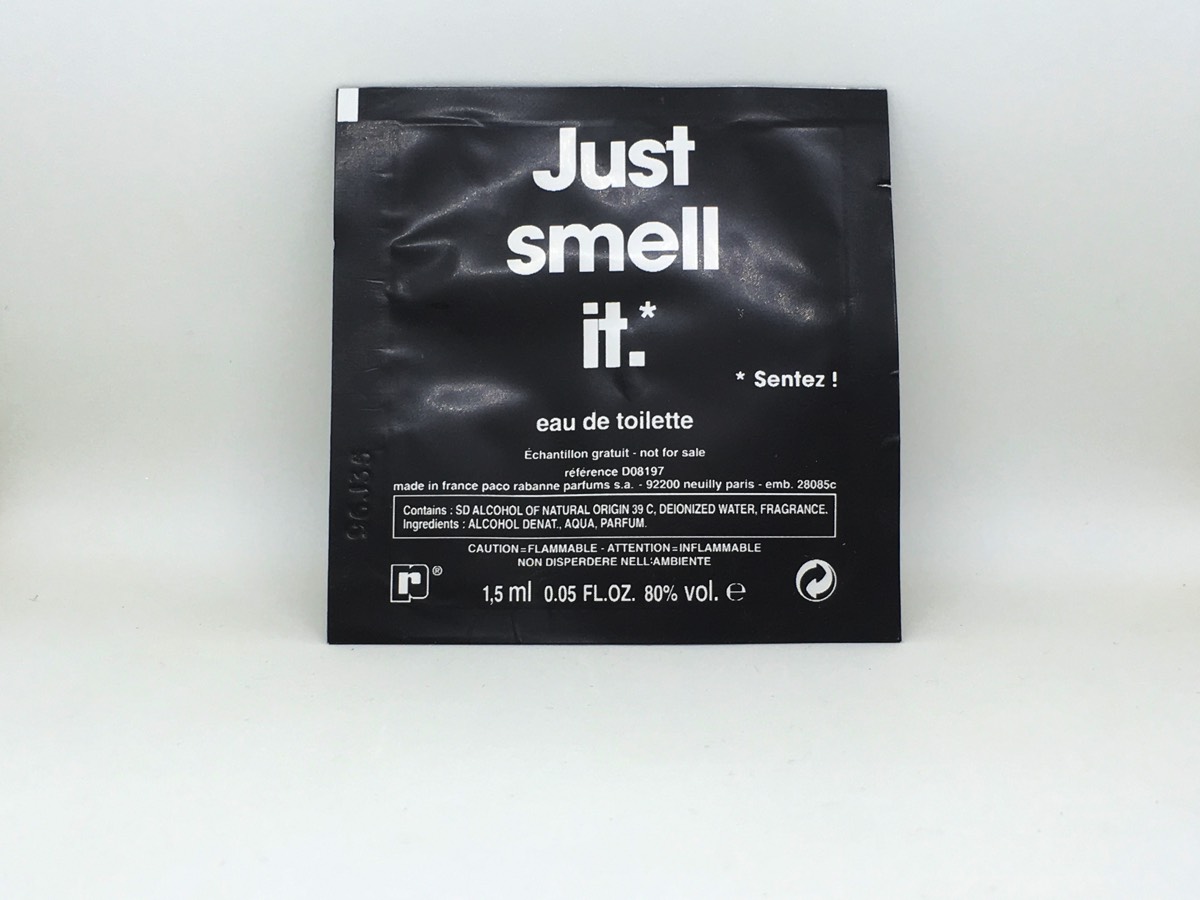 Just
smell
it.*
* Sentez !
eau de toilette
Échantillon gratuit - not for sale
référence D08197
made in france paco rabanne parfums s.a. - 92200 neuilly paris - emb. 28085c
Contains : SD ALCOHOL OF NATURAL ORIGIN 39 C, DEIONIZED WATER, FRAGRANCE.
Ingredients : ALCOHOL DENAT., AQUA, PARFUM.
CAUTION=FLAMMABLE - ATTENTION=INFLAMMABLE
NON DISPERDERE NELL'AMBIENTE
r ®
1,5 ml 0.05 FL.OZ. 80% vol. ℮